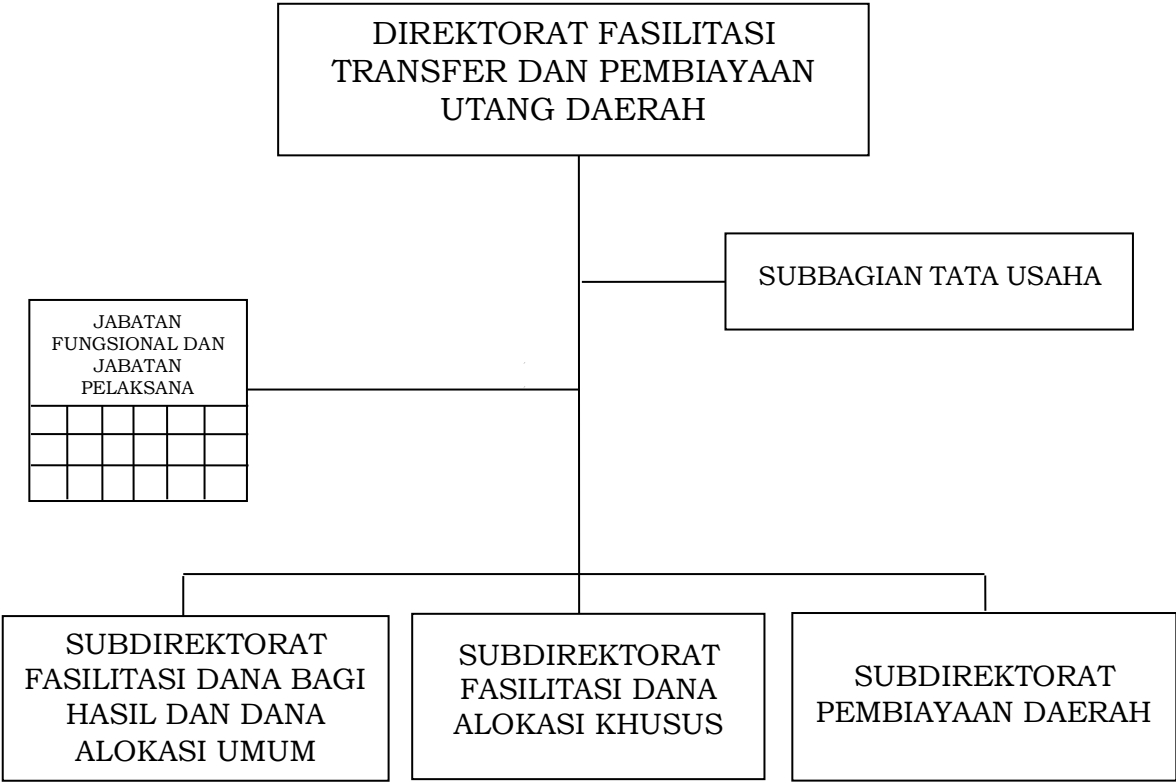 DIREKTORAT FASILITASI
TRANSFER DAN PEMBIAYAAN
UTANG DAERAH
SUBBAGIAN TATA USAHA
JABATAN
FUNGSIONAL DAN
JABATAN
PELAKSANA
SUBDIREKTORAT
FASILITASI DANA BAGI
HASIL DAN DANA
ALOKASI UMUM
SUBDIREKTORAT
FASILITASI DANA
ALOKASI KHUSUS
SUBDIREKTORAT
PEMBIAYAAN DAERAH